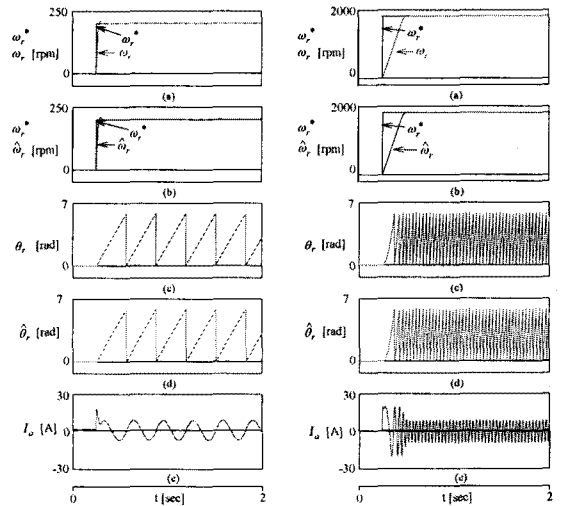 250
ω_r*
ω_r [rpm]
0
ω_r*
ω_r
(a)
250
ω_r*
ω̂_r [rpm]
0
ω_r*
ω̂_r
(b)
7
θ_r [rad]
0
(c)
7
θ̂_r [rad]
0
(d)
30
I_a [A]
0
-30
(e)
0
t [sec]
2
2000
ω_r*
ω_r [rpm]
0
ω_r*
ω_r
(a)
2000
ω_r*
ω̂_r [rpm]
0
ω_r*
ω̂_r
(b)
7
θ_r [rad]
0
(c)
7
θ̂_r [rad]
0
(d)
30
I_a [A]
0
-30
(e)
0
t [sec]
2